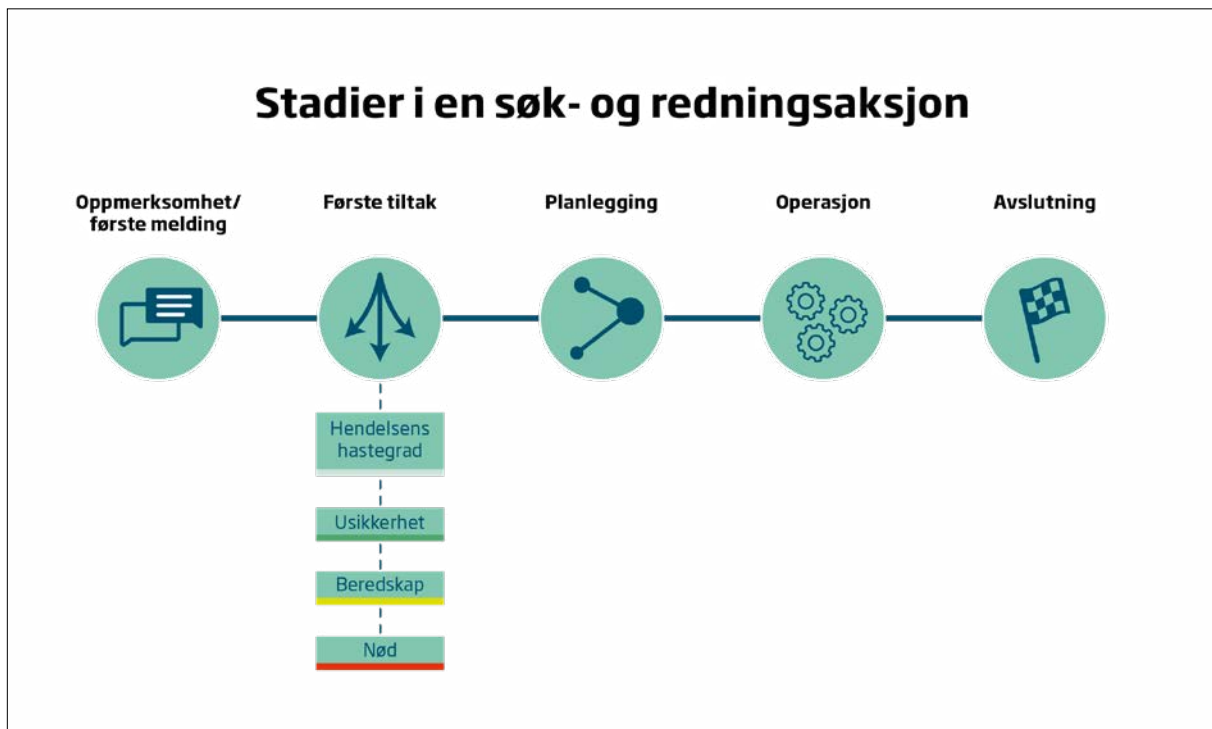 Stadier i en søk- og redningsaksjon
Oppmerksomhet/
første melding
Første tiltak
Planlegging
Operasjon
Avslutning
Hendelsens
hastegrad
Usikkerhet
Beredskap
Nød